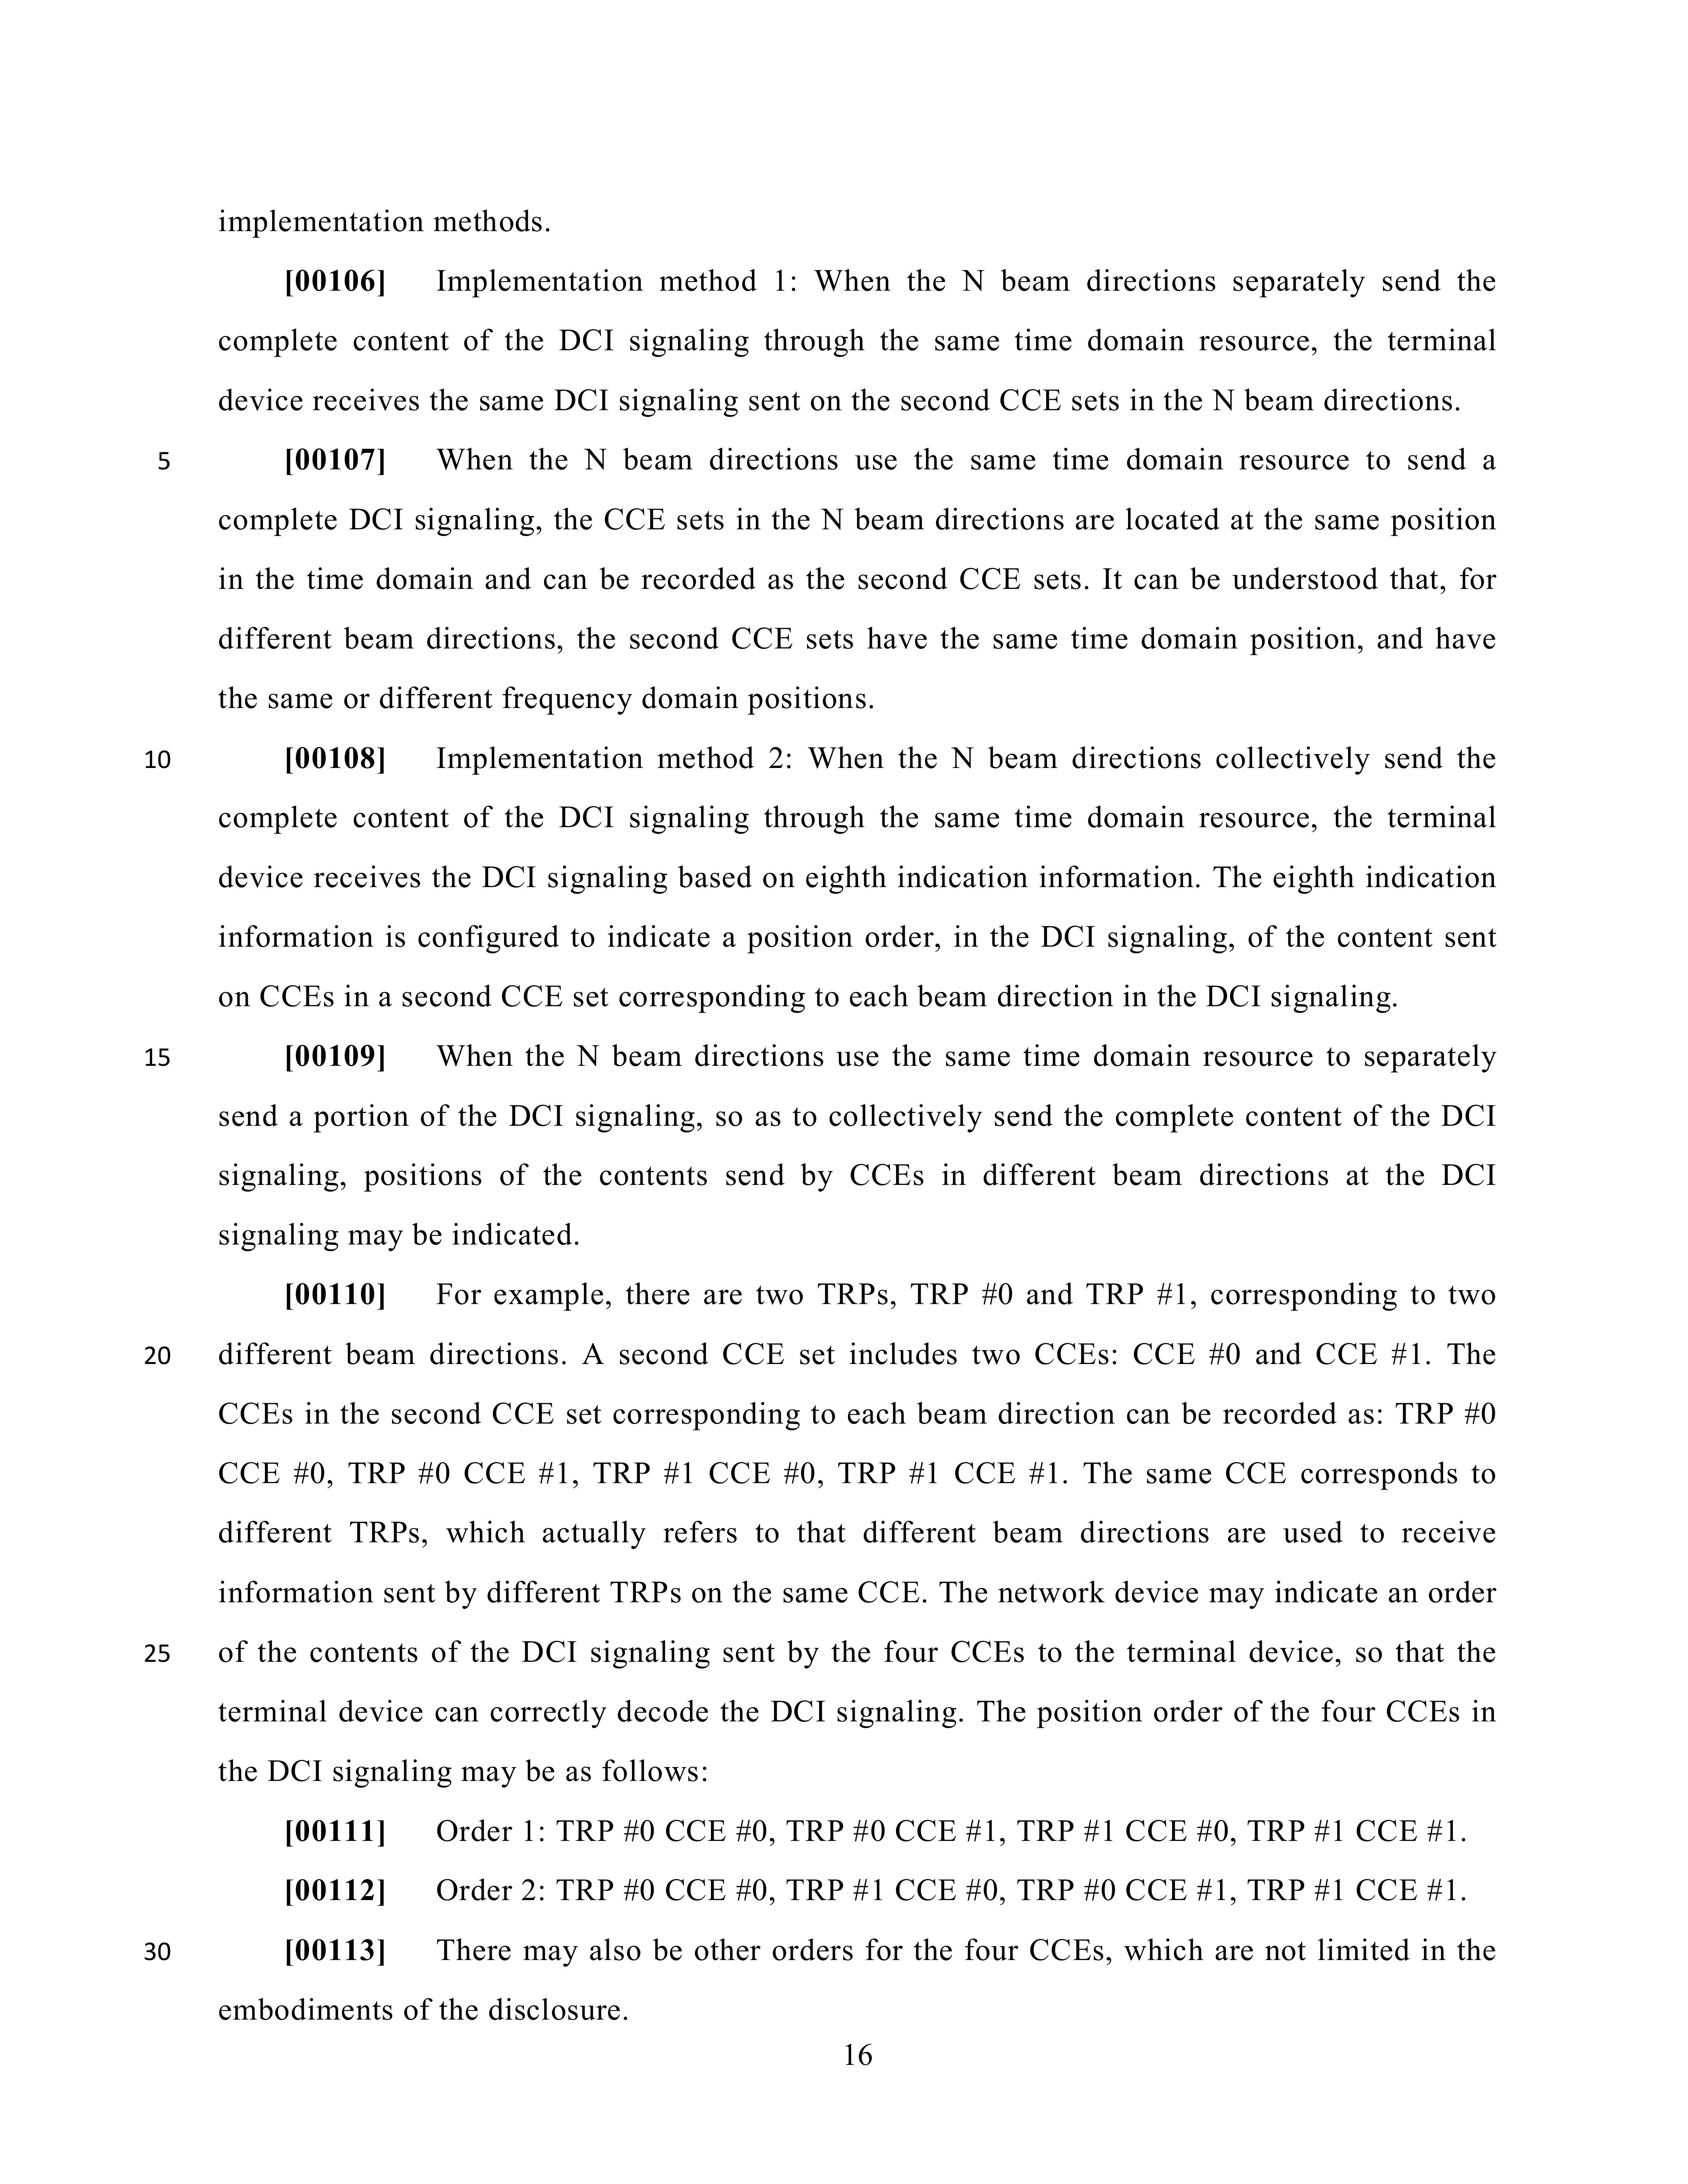 implementation methods.
[00106] Implementation method 1: When the N beam directions separately send the
complete content of the DCI signaling through the same time domain resource, the terminal
device receives the same DCI signaling sent on the second CCE sets in the N beam directions.
5 [00107] When the N beam directions use the same time domain resource to send a
complete DCI signaling, the CCE sets in the N beam directions are located at the same position
in the time domain and can be recorded as the second CCE sets. It can be understood that, for
different beam directions, the second CCE sets have the same time domain position, and have
the same or different frequency domain positions.
10 [00108] Implementation method 2: When the N beam directions collectively send the
complete content of the DCI signaling through the same time domain resource, the terminal
device receives the DCI signaling based on eighth indication information. The eighth indication
information is configured to indicate a position order, in the DCI signaling, of the content sent
on CCEs in a second CCE set corresponding to each beam direction in the DCI signaling.
15 [00109] When the N beam directions use the same time domain resource to separately
send a portion of the DCI signaling, so as to collectively send the complete content of the DCI
signaling, positions of the contents send by CCEs in different beam directions at the DCI
signaling may be indicated.
[00110] For example, there are two TRPs, TRP #0 and TRP #1, corresponding to two
20 different beam directions. A second CCE set includes two CCEs: CCE #0 and CCE #1. The
CCEs in the second CCE set corresponding to each beam direction can be recorded as: TRP #0
CCE #0, TRP #0 CCE #1, TRP #1 CCE #0, TRP #1 CCE #1. The same CCE corresponds to
different TRPs, which actually refers to that different beam directions are used to receive
information sent by different TRPs on the same CCE. The network device may indicate an order
25 of the contents of the DCI signaling sent by the four CCEs to the terminal device, so that the
terminal device can correctly decode the DCI signaling. The position order of the four CCEs in
the DCI signaling may be as follows:
[00111] Order 1: TRP #0 CCE #0, TRP #0 CCE #1, TRP #1 CCE #0, TRP #1 CCE #1.
[00112] Order 2: TRP #0 CCE #0, TRP #1 CCE #0, TRP #0 CCE #1, TRP #1 CCE #1.
30 [00113] There may also be other orders for the four CCEs, which are not limited in the
embodiments of the disclosure.
16